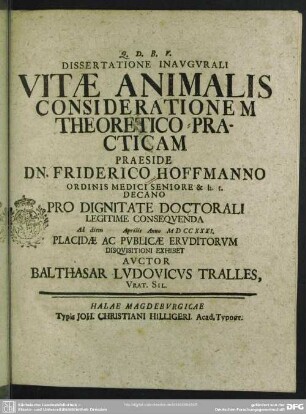 Q. D. B. V.
DISSERTATIONE INAVGVRALI
VITÆ ANIMALIS
CONSIDERATIONEM
THEORETICO-PRA-
CTICAM
PRAESIDE
DN. FRIDERICO HOFFMANNO
ORDINIS MEDICI SENIORE & h. t.
DECANO
PRO DIGNITATE DOCTORALI
LEGITIME CONSEQVENDA
Ad diem Aprilis Anno MDCCXXXI.
PLACIDÆ AC PVBLICÆ ERVDITORVM
DISQVISITIONI EXHIBET
AVCTOR
BALTHASAR LVDOVICVS TRALLES,
VRAT. SIL.
HALAE MAGDEBVRGICAE
Typis JOH. CHRISTIANI HILLIGERI, Acad. Typogr.